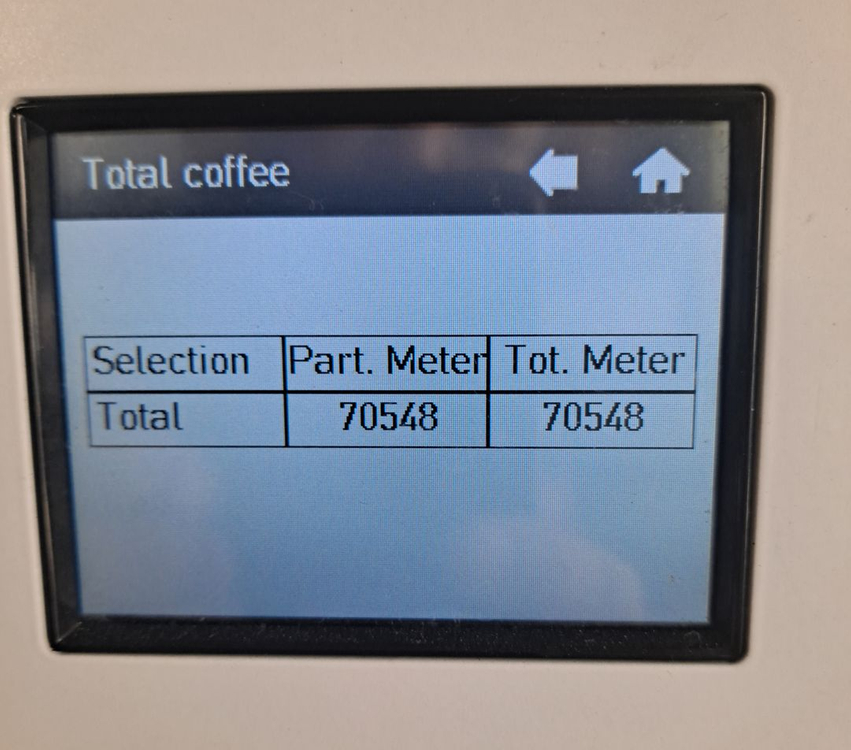 Total coffee
Selection Part. Meter Tot. Meter
Total 70548 70548